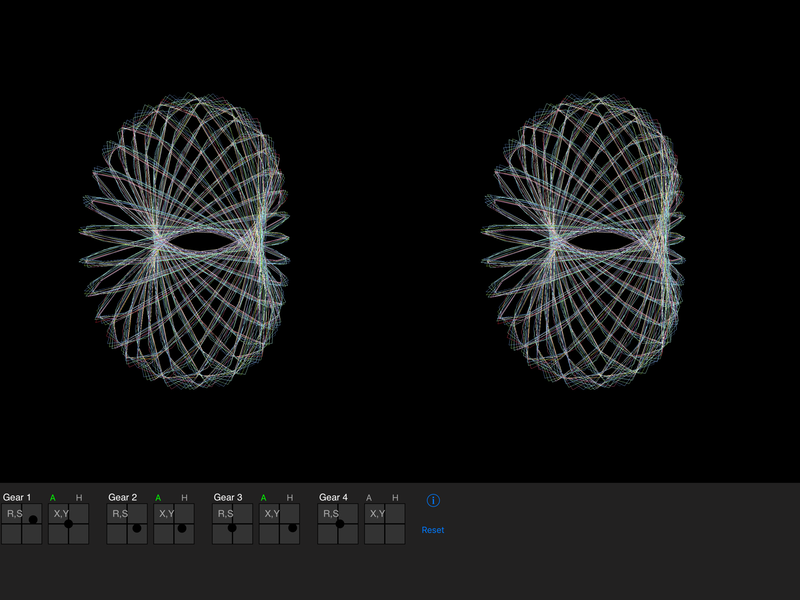 Gear 1 A H Gear 2 A H Gear 3 A H Gear 4 A H
R,S X,Y R,S X,Y R,S X,Y R,S X,Y
Reset